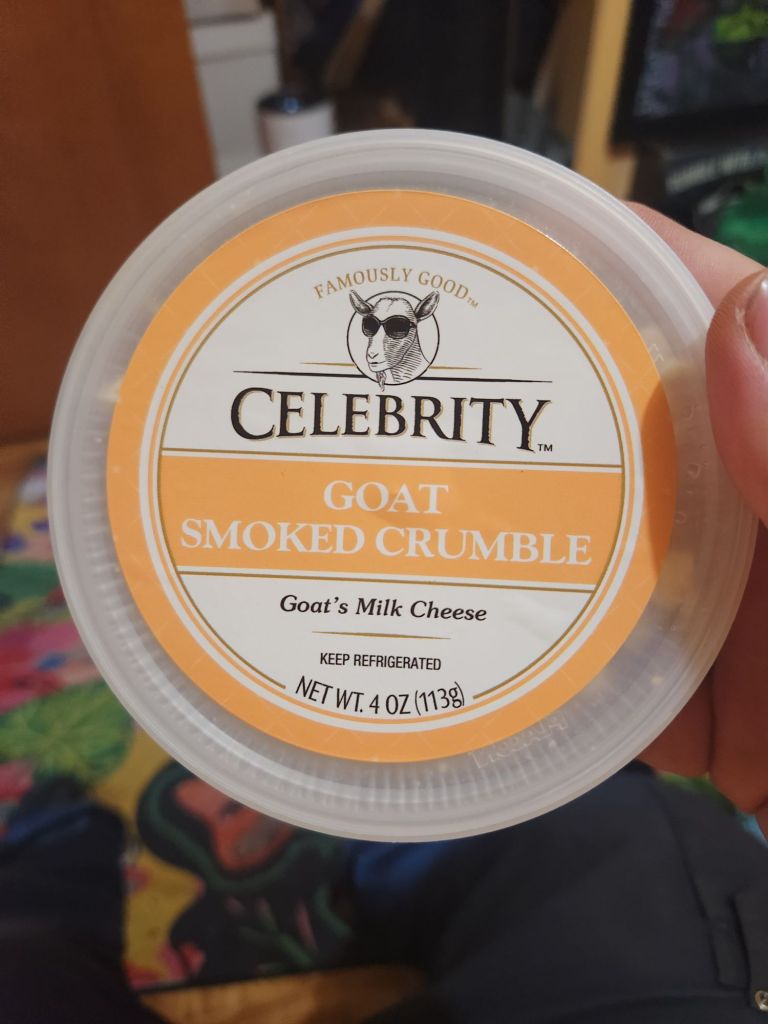 FAMOUSLY GOOD™
CELEBRITY™
GOAT
SMOKED CRUMBLE
Goat's Milk Cheese
KEEP REFRIGERATED
NET WT. 4 OZ (113g)